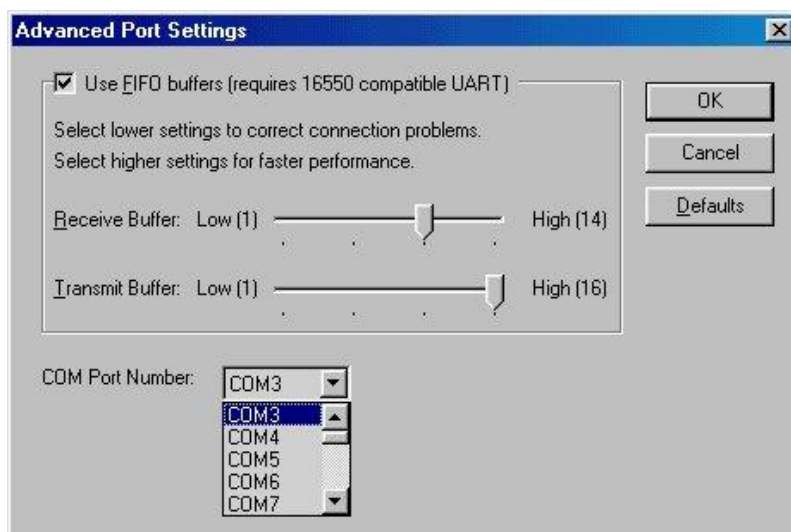 Advanced Port Settings
Use FIFO buffers (requires 16550 compatible UART)
OK
Select lower settings to correct connection problems.
Cancel
Select higher settings for faster performance.
Defaults
Receive Buffer: Low (1) High (14)
Transmit Buffer: Low (1) High (16)
COM Port Number: COM3
COM3
COM4
COM5
COM6
COM7